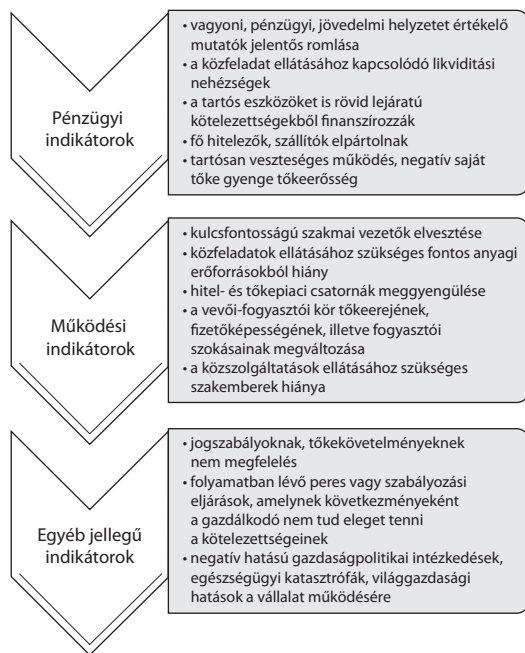 Pénzügyi
indikátorok
• vagyoni, pénzügyi, jövedelmi helyzetet értékelő
mutatók jelentős romlása
• a közfeladat ellátásához kapcsolódó likviditási
nehézségek
• a tartós eszközöket is rövid lejáratú
kötelezettségekből finanszírozzák
• fő hitelezők, szállítók elpártolnak
• tartósan veszteséges működés, negatív saját
tőke gyenge tőkeerősség
Működési
indikátorok
• kulcsfontosságú szakmai vezetők elvesztése
• közfeladatok ellátásához szükséges fontos anyagi
erőforrásokból hiány
• hitel- és tőkepiaci csatornák meggyengülése
• a vevői-fogyasztói kör tőkeerejének,
fizetőképességének, illetve fogyasztói
szokásainak megváltozása
• a közszolgáltatások ellátásához szükséges
szakemberek hiánya
Egyéb jellegű
indikátorok
• jogszabályoknak, tőkekövetelményeknek
nem megfelelés
• folyamatban lévő peres vagy szabályozási
eljárások, amelynek következményeként
a gazdálkodó nem tud eleget tenni
a kötelezettségeinek
• negatív hatású gazdaságpolitikai intézkedések,
egészségügyi katasztrófák, világgazdasági
hatások a vállalat működésére